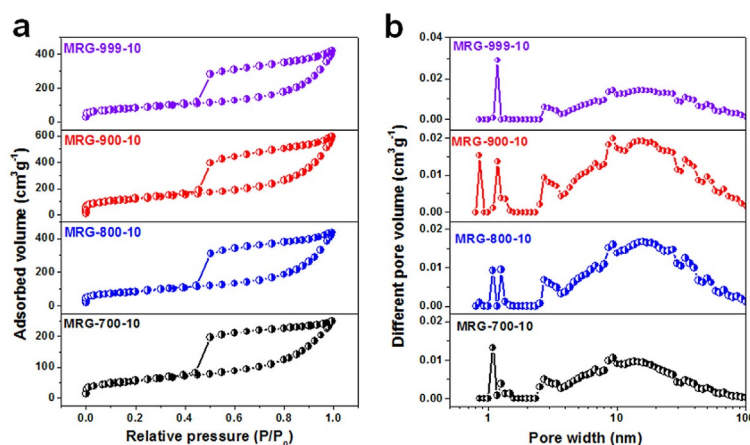 a
MRG-999-10
400
200
0
MRG-900-10
600
400
200
0
MRG-800-10
400
200
0
MRG-700-10
200
100
0
0.0 0.2 0.4 0.6 0.8 1.0
Relative pressure (P/P₀)
Adsorbed volume (cm³g⁻¹)
b
MRG-999-10
0.04
0.02
0.00
MRG-900-10
0.02
0.01
0.00
MRG-800-10
0.02
0.01
0.00
MRG-700-10
0.02
0.01
0.00
1 10 100
Pore width (nm)
Different pore volume (cm³g⁻¹)